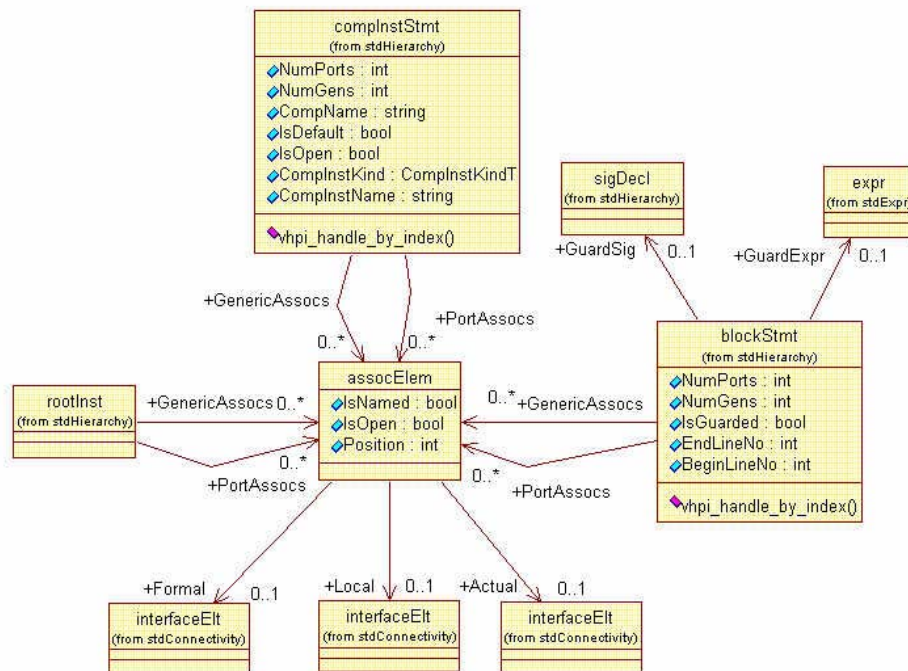 compInstStmt
(from stdHierarchy)
NumPorts : int
NumGens : int
CompName : string
IsDefault : bool
IsOpen : bool
CompInstKind : CompInstKindT
CompInstName : string
vhpi_handle_by_index()
sigDecl
(from stdHierarchy)
expr
(from stdExpr)
+GuardSig
0..1
+GuardExpr
0..1
+GenericAssocs
0..*
+PortAssocs
0..*
blockStmt
(from stdHierarchy)
NumPorts : int
NumGens : int
IsGuarded : bool
EndLineNo : int
BeginLineNo : int
vhpi_handle_by_index()
assocElem
IsNamed : bool
IsOpen : bool
Position : int
rootInst
(from stdHierarchy)
+GenericAssocs
0..*
0..*
+PortAssocs
0..*
+GenericAssocs
0..*
+PortAssocs
+Formal
0..1
+Local
0..1
+Actual
0..1
interfaceElt
(from stdConnectivity)
interfaceElt
(from stdConnectivity)
interfaceElt
(from stdConnectivity)